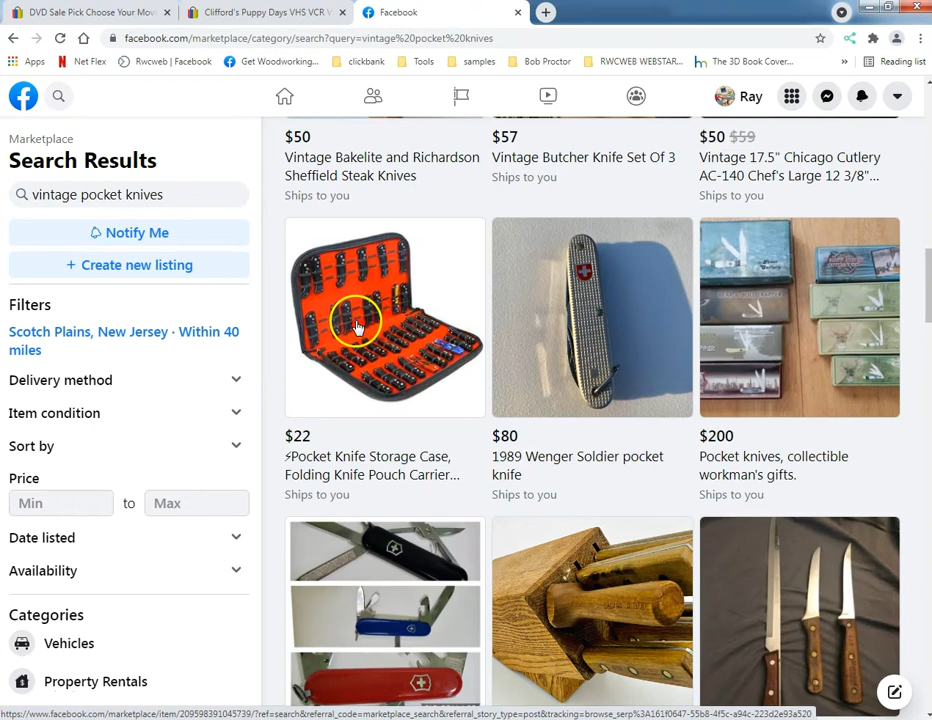 DVD Sale Pick Choose Your Mov
Clifford's Puppy Days VHS VCR V
Facebook
facebook.com/marketplace/category/search?query=vintage%20pocket%20knives
Apps
Net Flex
Rwcweb | Facebook
Get Woodworking...
clickbank
Tools
samples
Bob Proctor
RWCWEB WEBSTAR...
The 3D Book Cover...
»
Reading list
Ray
Marketplace
Search Results
vintage pocket knives
Notify Me
+ Create new listing
Filters
Scotch Plains, New Jersey · Within 40
miles
Delivery method
Item condition
Sort by
Price
Min to Max
Date listed
Availability
Categories
Vehicles
Property Rentals
$50
Vintage Bakelite and Richardson
Sheffield Steak Knives
Ships to you
$57
Vintage Butcher Knife Set Of 3
Ships to you
$50 $59
Vintage 17.5" Chicago Cutlery
AC-140 Chef's Large 12 3/8"...
Ships to you
$22
⚡Pocket Knife Storage Case,
Folding Knife Pouch Carrier...
Ships to you
$80
1989 Wenger Soldier pocket
knife
Ships to you
$200
Pocket knives, collectible
workman's gifts.
Ships to you
https://www.facebook.com/marketplace/item/209598391045739/?ref=search&referral_code=marketplace_search&referral_story_type=post&tracking=browse_serp%3A161f0647-55b8-4f5c-a94c-223d2e93a520